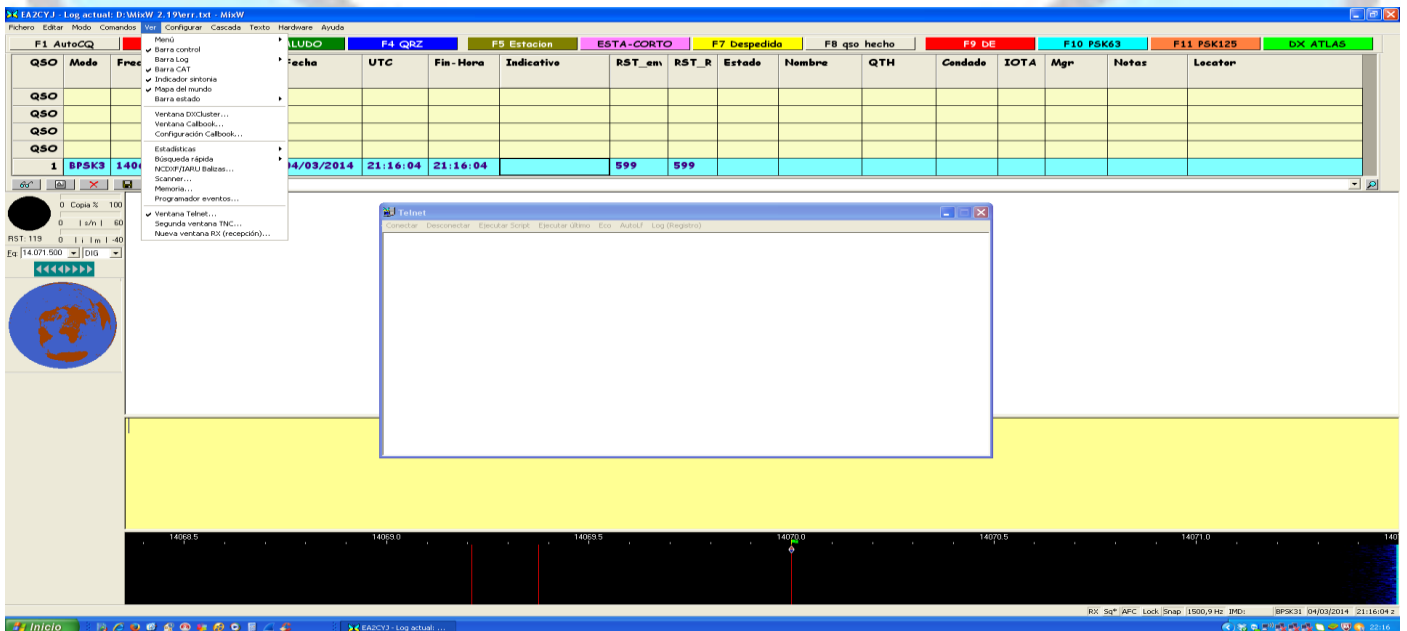 EA2CYJ - Log actual: D:\MixW 2.19\err.txt - MixW
Fichero Editar Modo Comandos Ver Configurar Cascada Texto Hardware Ayuda
F1 AutoCQ LUDO F4 QRZ F5 Estacion ESTA-CORTO F7 Despedida F8 qso hecho F9 DE F10 PSK63 F11 PSK125 DX ATLAS
QSO Modo Frec Fecha UTC Fin-Hora Indicativo RST_env RST_R Estado Nombre QTH Condado IOTA Mgr Notas Locator
QSO
QSO
QSO
QSO
1 BPSK3 140 04/03/2014 21:16:04 21:16:04 599 599
Menú
Barra control
Barra Log
Barra CAT
Indicador sintonia
Mapa del mundo
Barra estado
Ventana DXCluster...
Ventana Callbook...
Configuración Callbook...
Estadísticas
Búsqueda rápida
NCDXF/IARU Balizas...
Scanner...
Memoria...
Programador eventos...
Ventana Telnet...
Segunda ventana TNC...
Nueva ventana RX (recepción)...
0 Copia % 100
0 | s/n | 60
RST: 119 0 | i | m | -40
Fq: 14.071.500 DIG
Telnet
Conectar Desconectar Ejecutar Script Ejecutar último Eco AutoLf Log (Registro)
14068.5 14069.0 14069.5 14070.0 14070.5 14071.0 140
RX Sq* AFC Lock Snap 1500,9 Hz IMD: BPSK31 04/03/2014 21:16:04 z
Inicio EA2CYJ - Log actual: ... 22:16